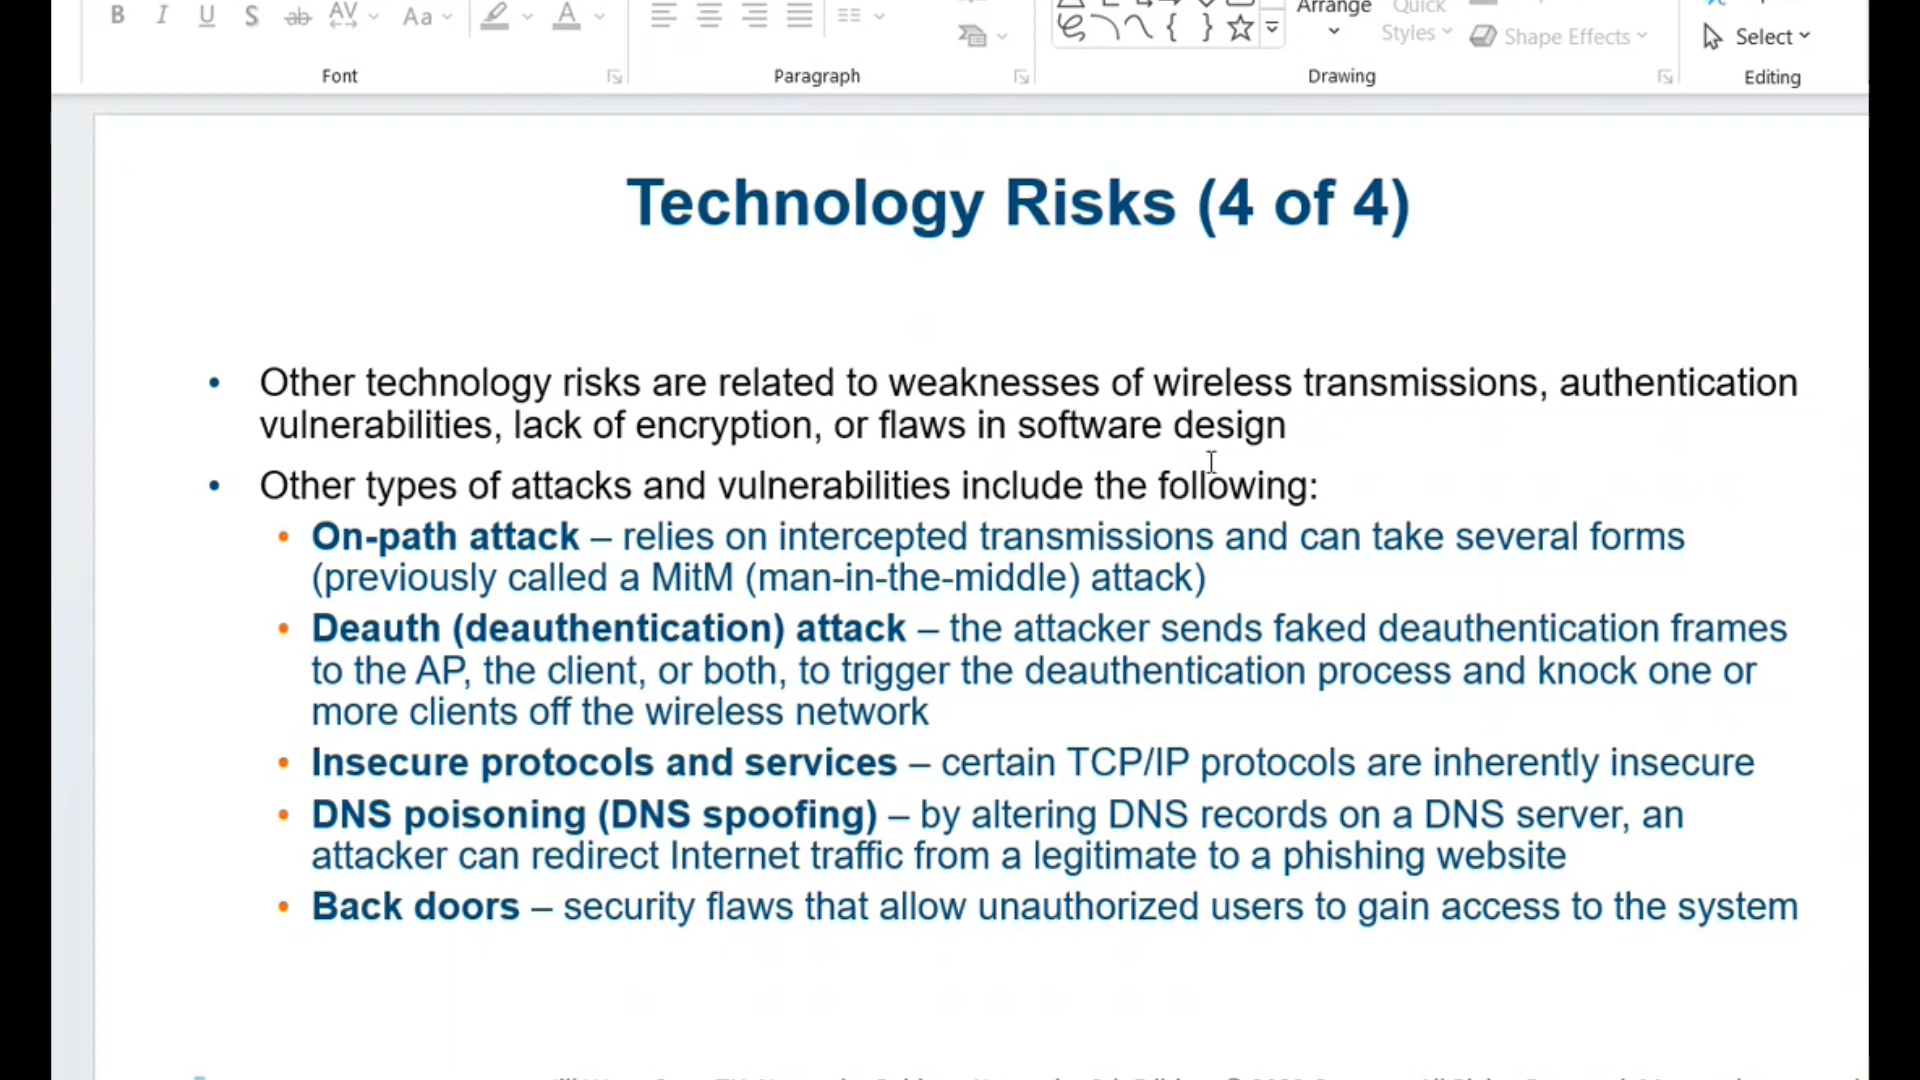 B I U S ab AV Aa A
Arrange
Quick
Styles
Shape Effects
Select
Font
Paragraph
Drawing
Editing
Technology Risks (4 of 4)
• Other technology risks are related to weaknesses of wireless transmissions, authentication
vulnerabilities, lack of encryption, or flaws in software design
• Other types of attacks and vulnerabilities include the following:
• On-path attack – relies on intercepted transmissions and can take several forms
(previously called a MitM (man-in-the-middle) attack)
• Deauth (deauthentication) attack – the attacker sends faked deauthentication frames
to the AP, the client, or both, to trigger the deauthentication process and knock one or
more clients off the wireless network
• Insecure protocols and services – certain TCP/IP protocols are inherently insecure
• DNS poisoning (DNS spoofing) – by altering DNS records on a DNS server, an
attacker can redirect Internet traffic from a legitimate to a phishing website
• Back doors – security flaws that allow unauthorized users to gain access to the system